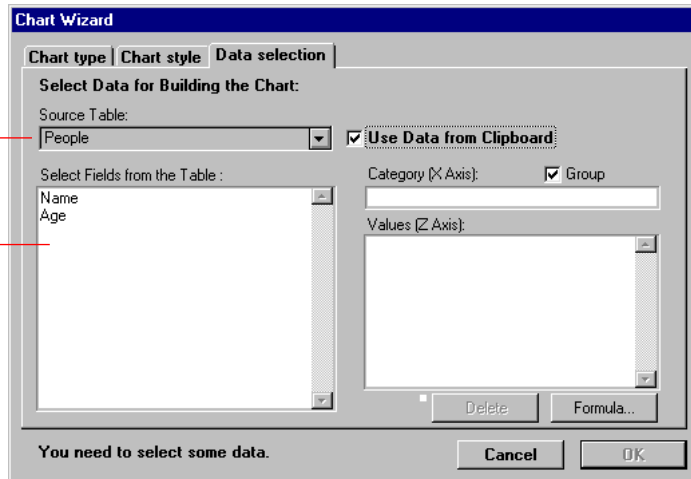 Chart Wizard
Chart type Chart style Data selection
Select Data for Building the Chart:
Source Table:
People
Use Data from Clipboard
Select Fields from the Table :
Name
Age
Category (X Axis):
Group
Values (Z Axis):
Delete
Formula...
You need to select some data.
Cancel
OK